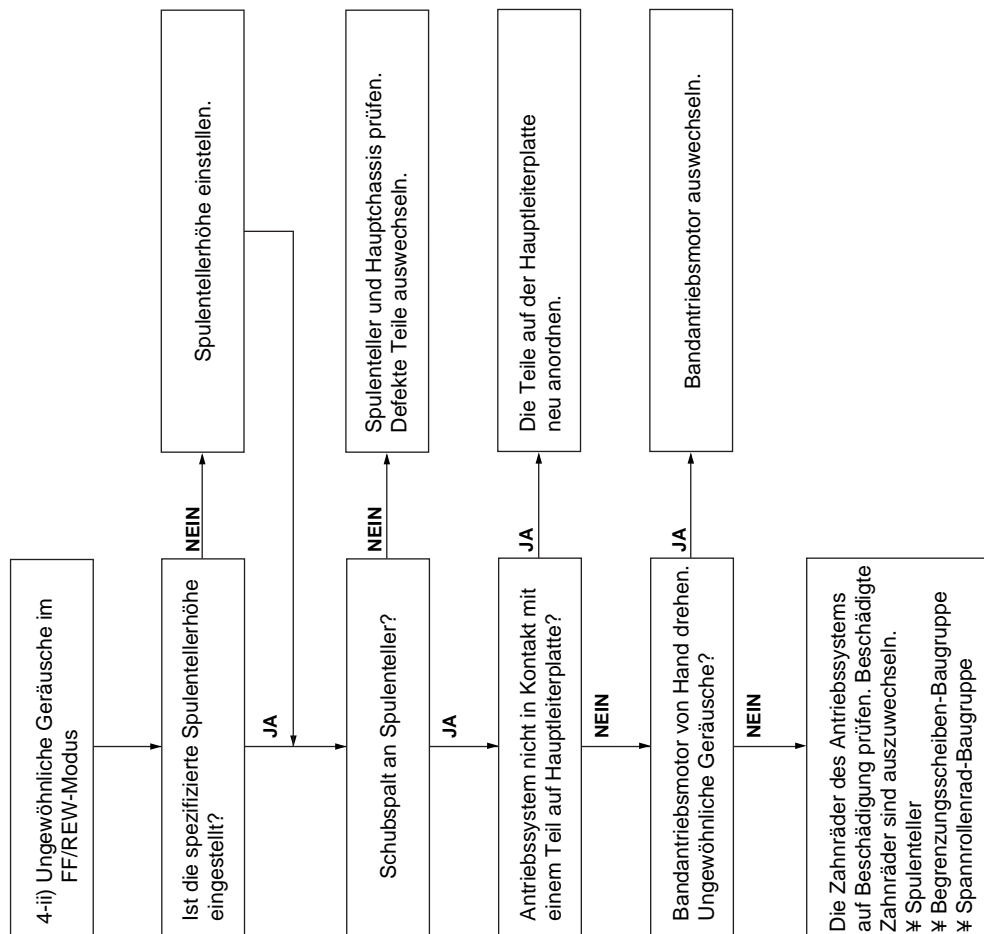 4-ii) Ungewöhnliche Geräusche im
FF/REW-Modus
Ist die spezifizierte Spulentellerhöhe
eingestellt?
NEIN
Spulentellerhöhe einstellen.
JA
Schubspalt an Spulenteller?
NEIN
Spulenteller und Hauptchassis prüfen.
Defekte Teile auswechseln.
JA
Antriebssystem nicht in Kontakt mit
einem Teil auf Hauptleiterplatte?
JA
Die Teile auf der Hauptleiterplatte
neu anordnen.
NEIN
Bandantriebsmotor von Hand drehen.
Ungewöhnliche Geräusche?
JA
Bandantriebsmotor auswechseln.
NEIN
Die Zahnräder des Antriebssystems
auf Beschädigung prüfen. Beschädigte
Zahnräder sind auszuwechseln.
¥ Spulenteller
¥ Begrenzungsscheiben-Baugruppe
¥ Spannrollenrad-Baugruppe